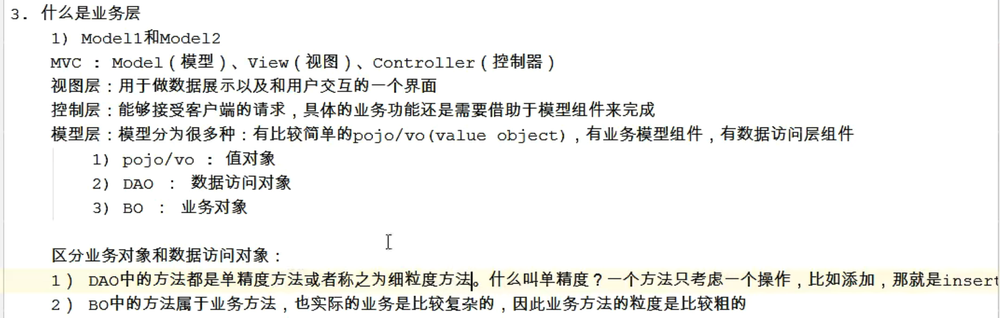 3. 什么是业务层
1) Model1和Model2
MVC : Model(模型)、View(视图)、Controller(控制器)
视图层:用于做数据展示以及和用户交互的一个界面
控制层:能够接受客户端的请求,具体的业务功能还是需要借助于模型组件来完成
模型层:模型分为很多种:有比较简单的pojo/vo(value object),有业务模型组件,有数据访问层组件
1) pojo/vo : 值对象
2) DAO : 数据访问对象
3) BO : 业务对象
区分业务对象和数据访问对象:
1) DAO中的方法都是单精度方法或者称之为细粒度方法。什么叫单精度?一个方法只考虑一个操作,比如添加,那就是insert
2) BO中的方法属于业务方法,也实际的业务是比较复杂的,因此业务方法的粒度是比较粗的